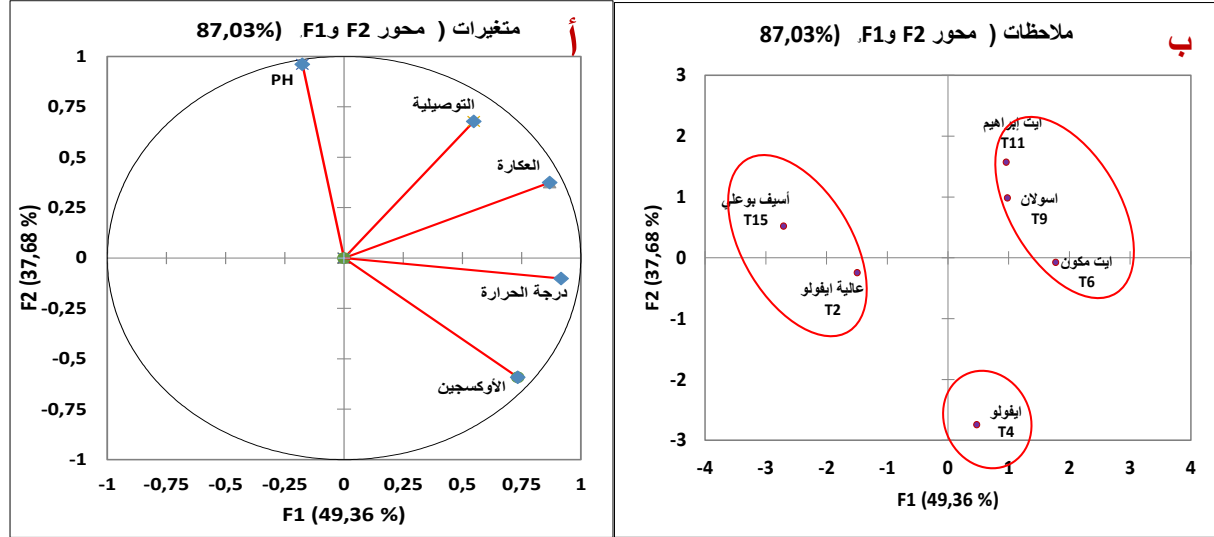 متغيرات ( محور F2 وF1, (87,03%
أ
PH
التوصيلية
العكارة
درجة الحرارة
الأوكسجين
1
0,75
0,5
0,25
0
-0,25
-0,5
-0,75
-1
F2 (37,68 %)
-1 -0,75 -0,5 -0,25 0 0,25 0,5 0,75 1
F1 (49,36 %)
ملاحظات ( محور F2 وF1, (87,03%
ب
ايت إبراهيم
T11
اسولان
T9
ايت مكون
T6
أسيف بوعلي
T15
عالية ايفولو
T2
ايفولو
T4
3
2
1
0
-1
-2
-3
F2 (37,68 %)
-4 -3 -2 -1 0 1 2 3 4
F1 (49,36 %)